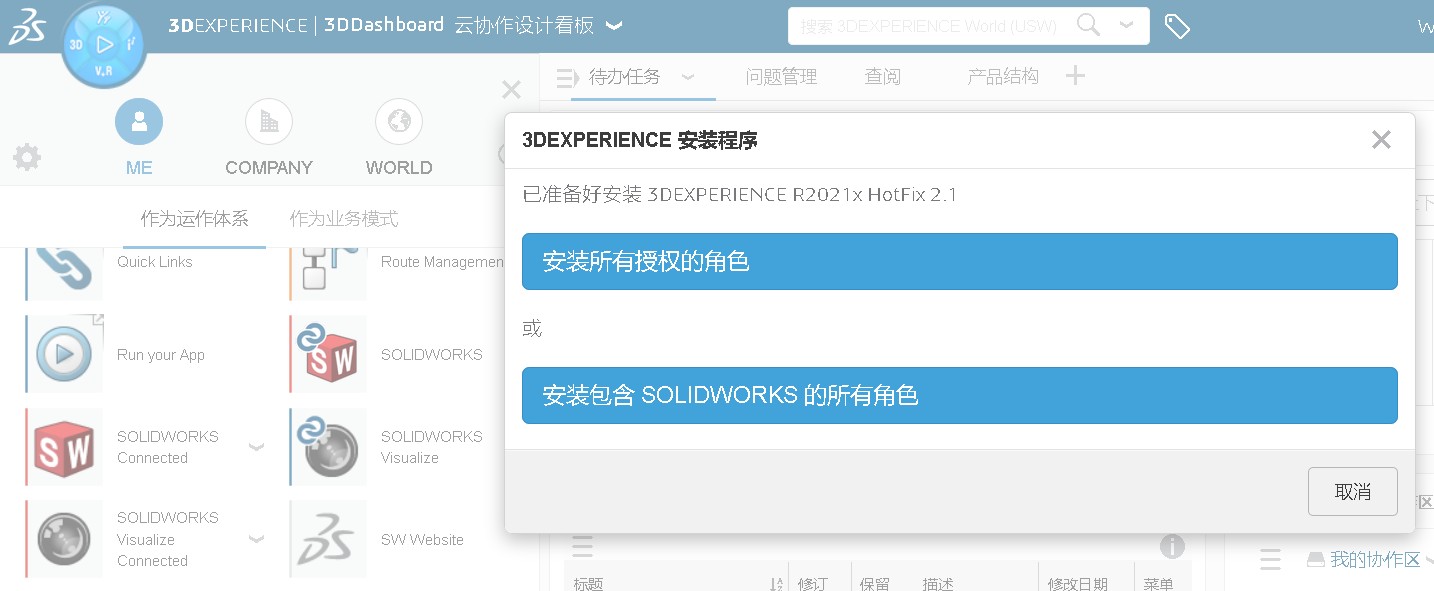 3DEXPERIENCE | 3DDashboard 云协作设计看板
搜索 3DEXPERIENCE World (USW)
3D
V.R
待办任务 问题管理 查阅 产品结构
ME COMPANY WORLD
作为运作体系 作为业务模式
Quick Links
Route Managemen
Run your App
SOLIDWORKS
SOLIDWORKS
Connected
SOLIDWORKS
Visualize
SOLIDWORKS
Visualize
Connected
SW Website
3DEXPERIENCE 安装程序
已准备好安装 3DEXPERIENCE R2021x HotFix 2.1
安装所有授权的角色
或
安装包含 SOLIDWORKS 的所有角色
取消
我的协作区
标题 修订 保留 描述 修改日期 菜单